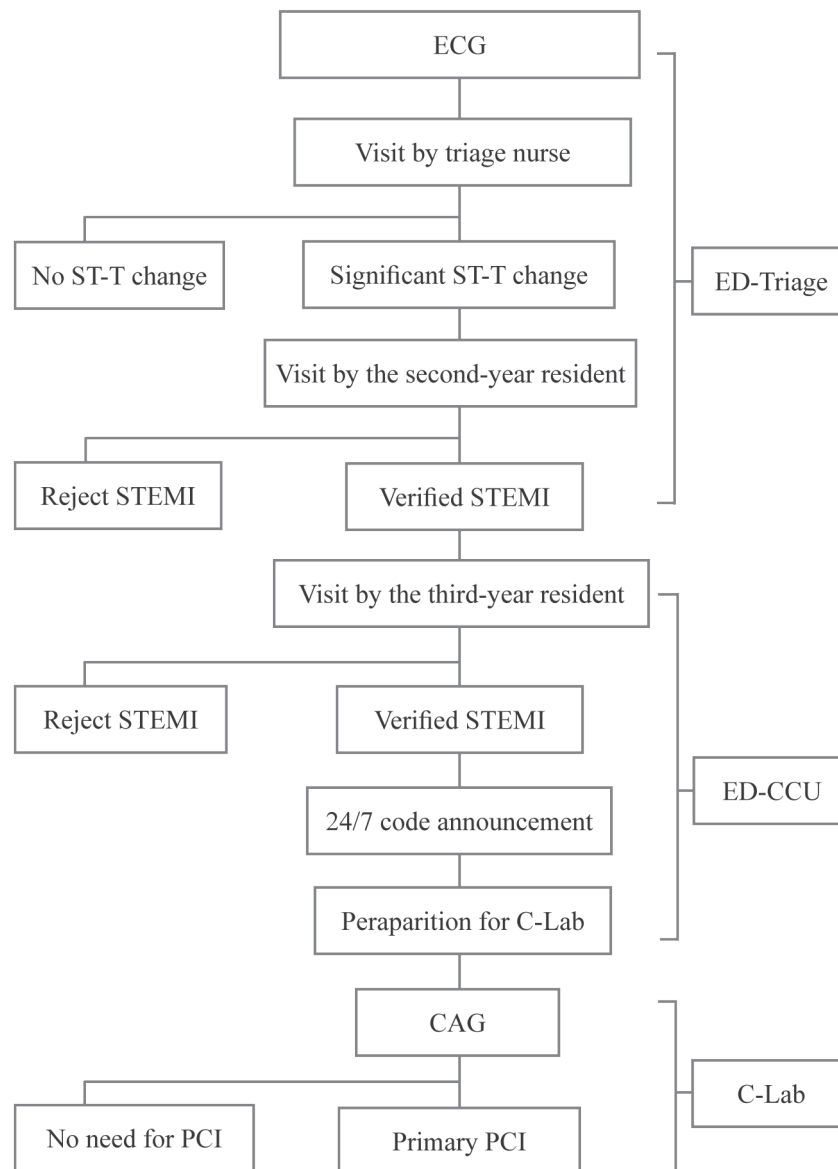 ECG
Visit by triage nurse
No ST-T change
Significant ST-T change
ED-Triage
Visit by the second-year resident
Reject STEMI
Verified STEMI
Visit by the third-year resident
Reject STEMI
Verified STEMI
ED-CCU
24/7 code announcement
Peraparition for C-Lab
CAG
C-Lab
No need for PCI
Primary PCI